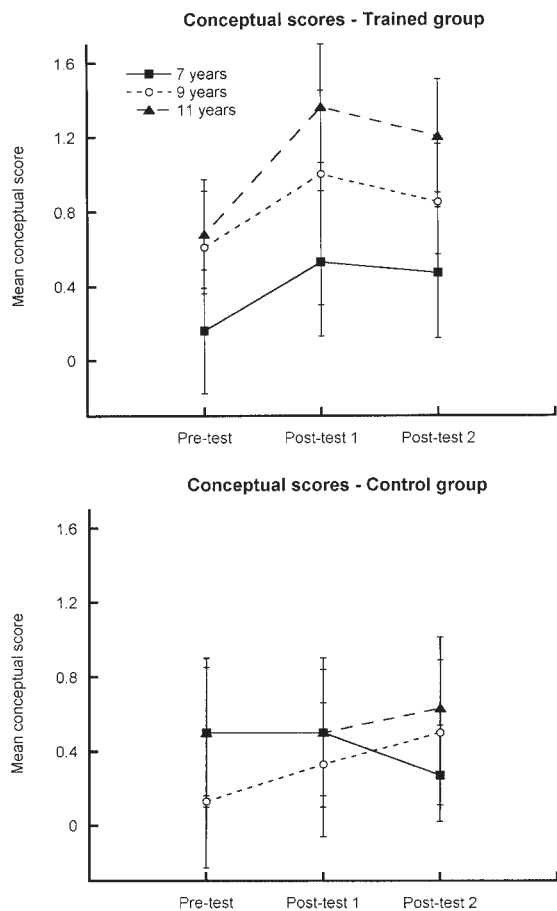 Conceptual scores - Trained group
1.6
1.2
0.8
0.4
0
Mean conceptual score
7 years
9 years
11 years
Pre-test Post-test 1 Post-test 2
Conceptual scores - Control group
1.6
1.2
0.8
0.4
0
Mean conceptual score
Pre-test Post-test 1 Post-test 2